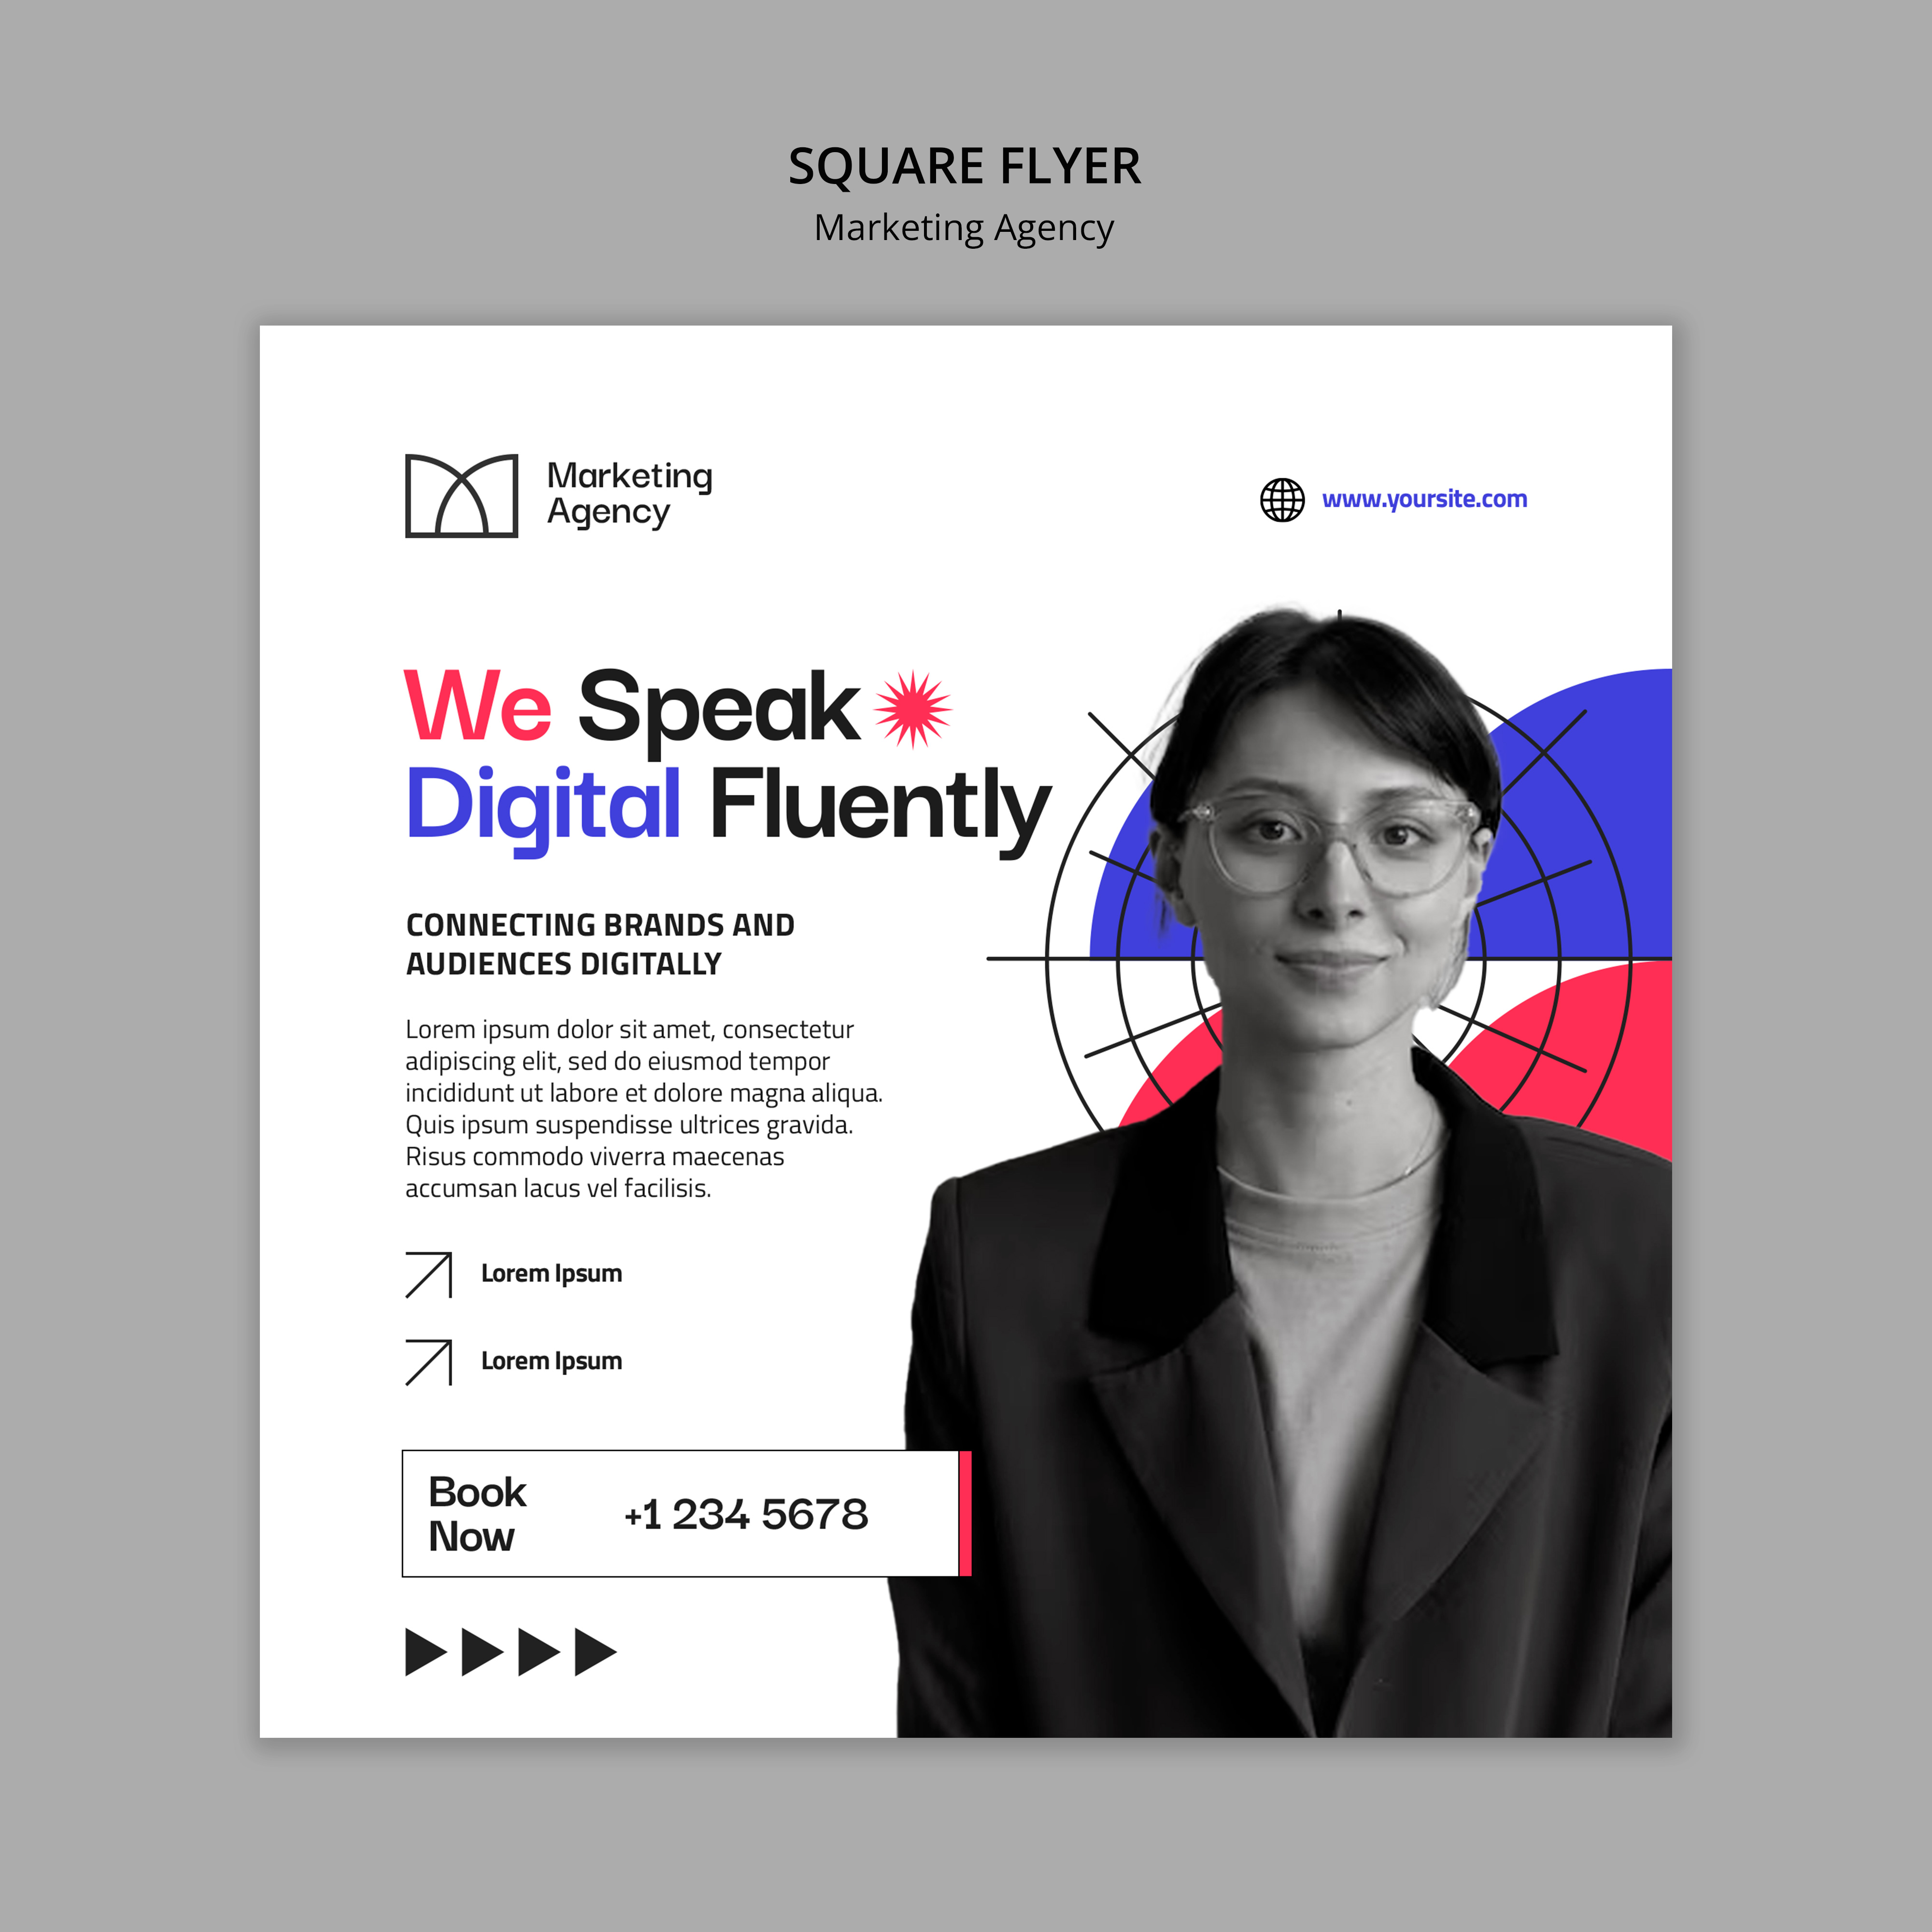 SQUARE FLYER
Marketing Agency
Marketing
Agency
www.yoursite.com
We Speak
Digital Fluently
CONNECTING BRANDS AND
AUDIENCES DIGITALLY
Lorem ipsum dolor sit amet, consectetur
adipiscing elit, sed do eiusmod tempor
incididunt ut labore et dolore magna aliqua.
Quis ipsum suspendisse ultrices gravida.
Risus commodo viverra maecenas
accumsan lacus vel facilisis.
Lorem Ipsum
Lorem Ipsum
Book
Now
+1 234 5678